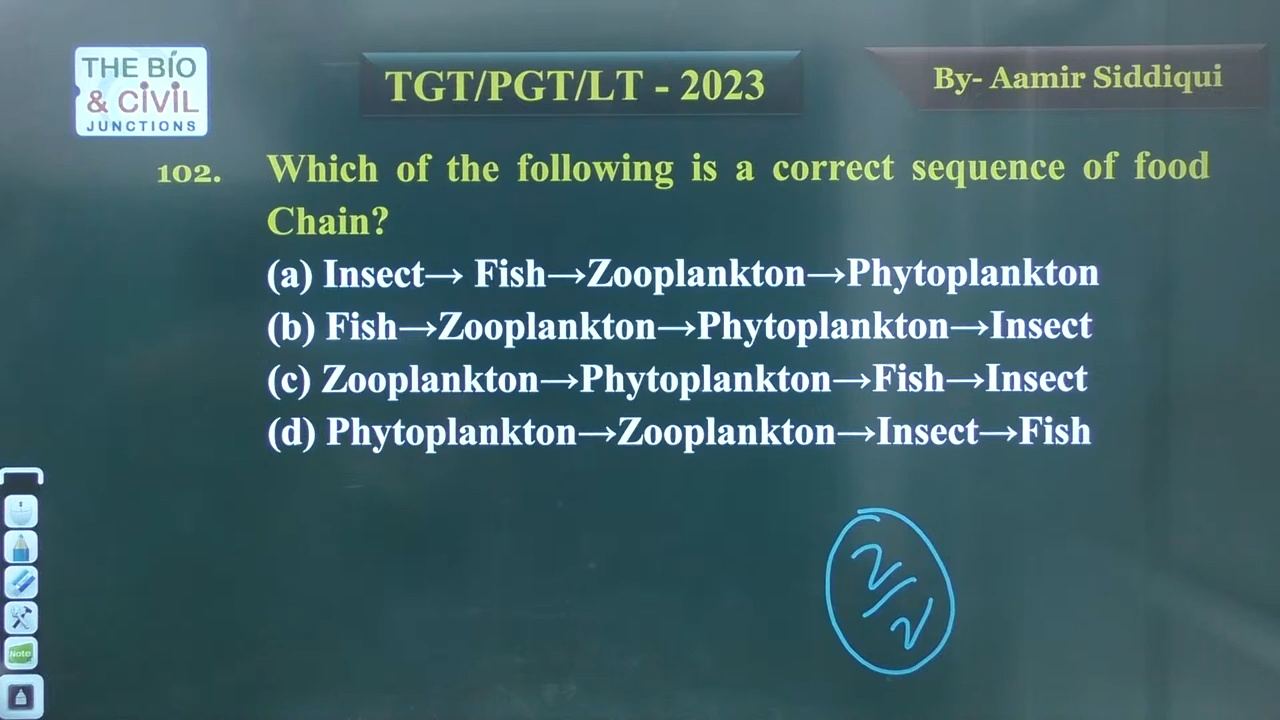 THE BIO
& CIVIL
JUNCTIONS
TGT/PGT/LT - 2023
By- Aamir Siddiqui
102. Which of the following is a correct sequence of food
Chain?
(a) Insect→ Fish→Zooplankton→Phytoplankton
(b) Fish→Zooplankton→Phytoplankton→Insect
(c) Zooplankton→Phytoplankton→Fish→Insect
(d) Phytoplankton→Zooplankton→Insect→Fish
2/2
Note